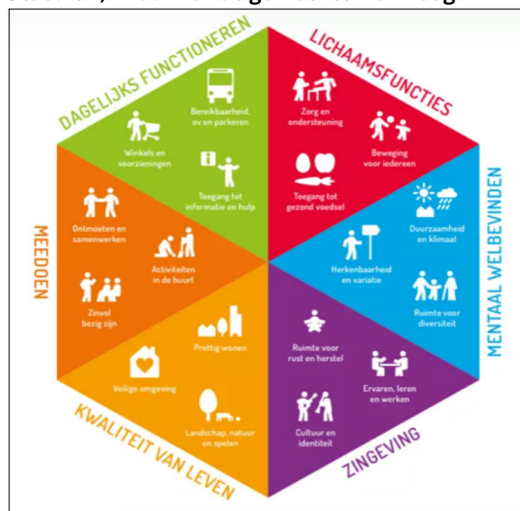 DAGELIJKS FUNCTIONEREN
Bereikbaarheid,
ov en parkeren
Winkels en
voorzieningen
Toegang tot
informatie en hulp
LICHAAMSFUNCTIES
Zorg en
ondersteuning
Beweging
voor iedereen
Toegang tot
gezond voedsel
MENTAAL WELBEVINDEN
Duurzaamheid
en klimaat
Herkenbaarheid
en variatie
Ruimte voor
diversiteit
ZINGEVING
Ruimte voor
rust en herstel
Ervaren, leren
en werken
Cultuur en
identiteit
KWALITEIT VAN LEVEN
Prettig wonen
Veilige omgeving
Landschap, natuur
en spelen
MEEDOEN
Ontmoeten en
samenwerken
Activiteiten
in de buurt
Zinvol
bezig zijn